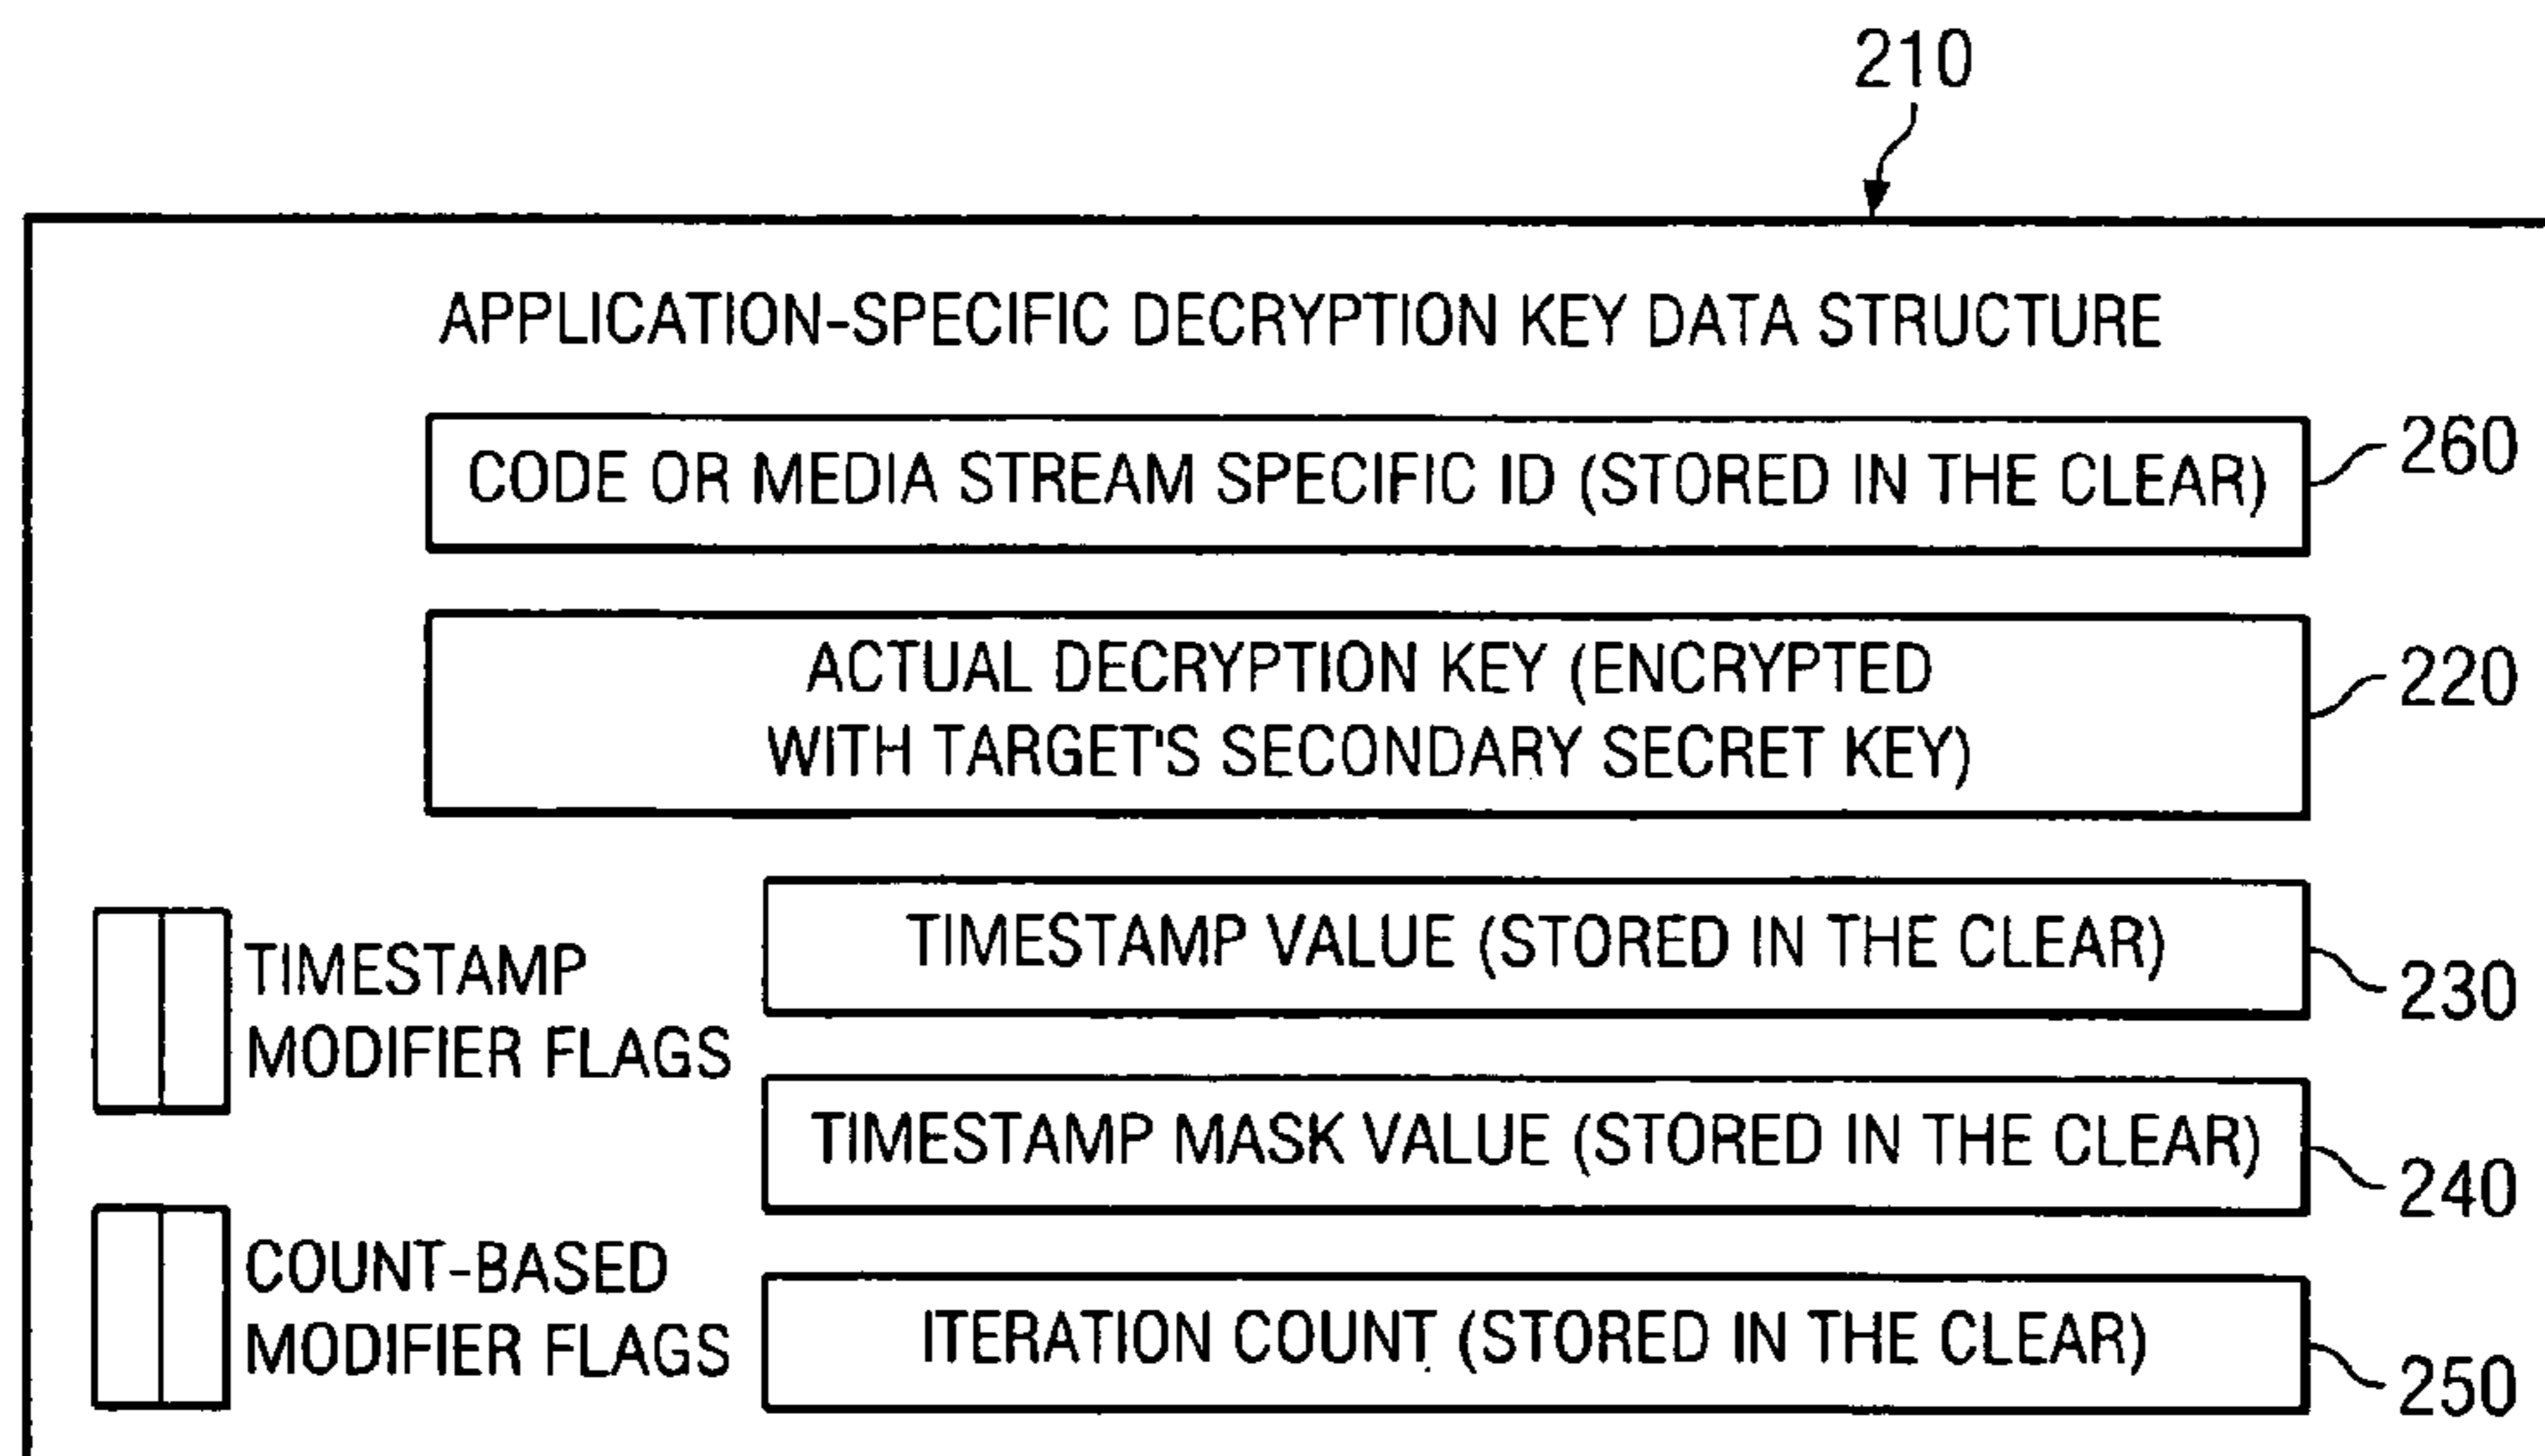 210
APPLICATION-SPECIFIC DECRYPTION KEY DATA STRUCTURE
CODE OR MEDIA STREAM SPECIFIC ID (STORED IN THE CLEAR)
260
ACTUAL DECRYPTION KEY (ENCRYPTED
WITH TARGET'S SECONDARY SECRET KEY)
220
TIMESTAMP
MODIFIER FLAGS
TIMESTAMP VALUE (STORED IN THE CLEAR)
230
TIMESTAMP MASK VALUE (STORED IN THE CLEAR)
240
COUNT-BASED
MODIFIER FLAGS
ITERATION COUNT (STORED IN THE CLEAR)
250